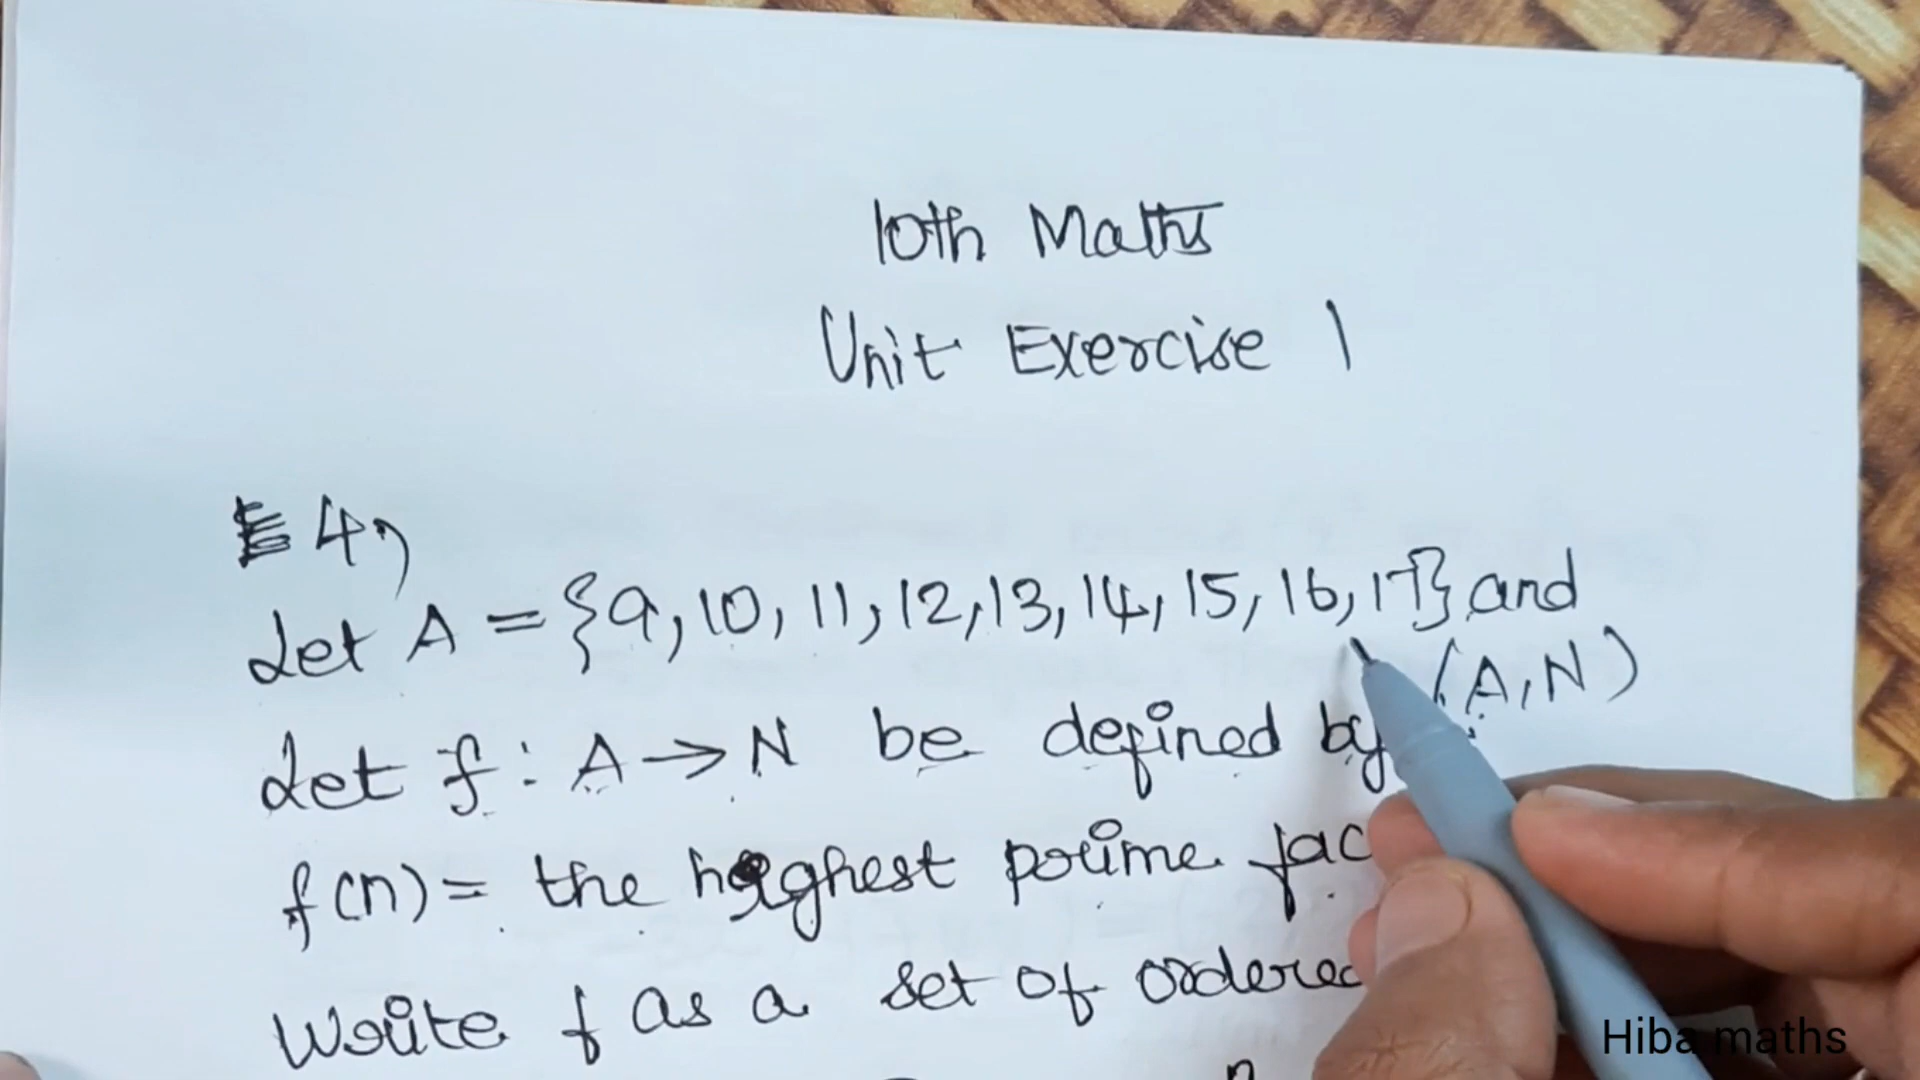 10th Maths
Unit Exercise 1
4)
Let A = {9, 10, 11, 12, 13, 14, 15, 16, 17} and
(A, N)
Let f : A → N be defined by
f(n) = the highest prime fac
Write f as a set of ordered
Hiba maths